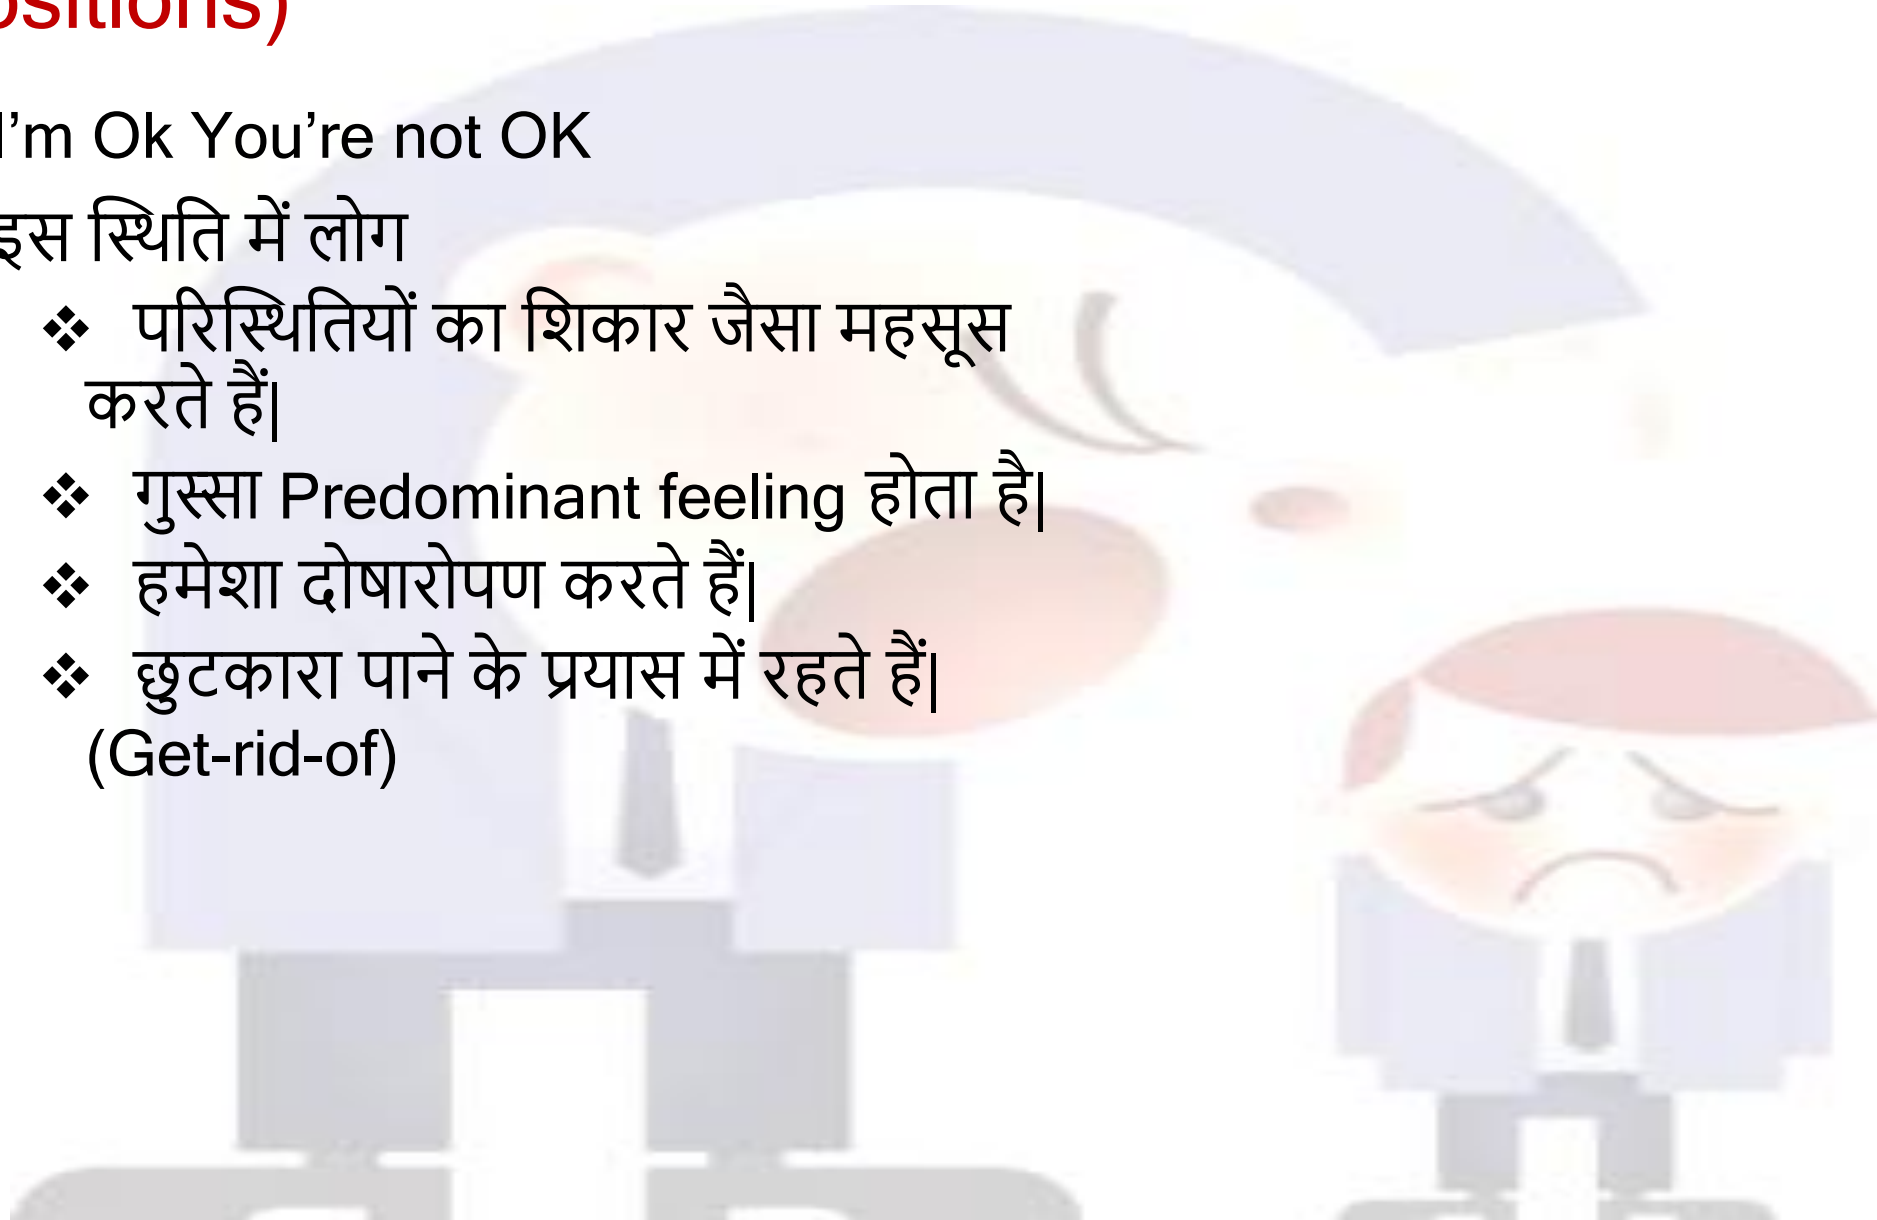 ositions)
I’m Ok You’re not OK
इस स्थिति में लोग
❖ परिस्थितियों का शिकार जैसा महसूस
करते हैं|
❖ गुस्सा Predominant feeling होता है|
❖ हमेशा दोषारोपण करते हैं|
❖ छुटकारा पाने के प्रयास में रहते हैं|
(Get-rid-of)